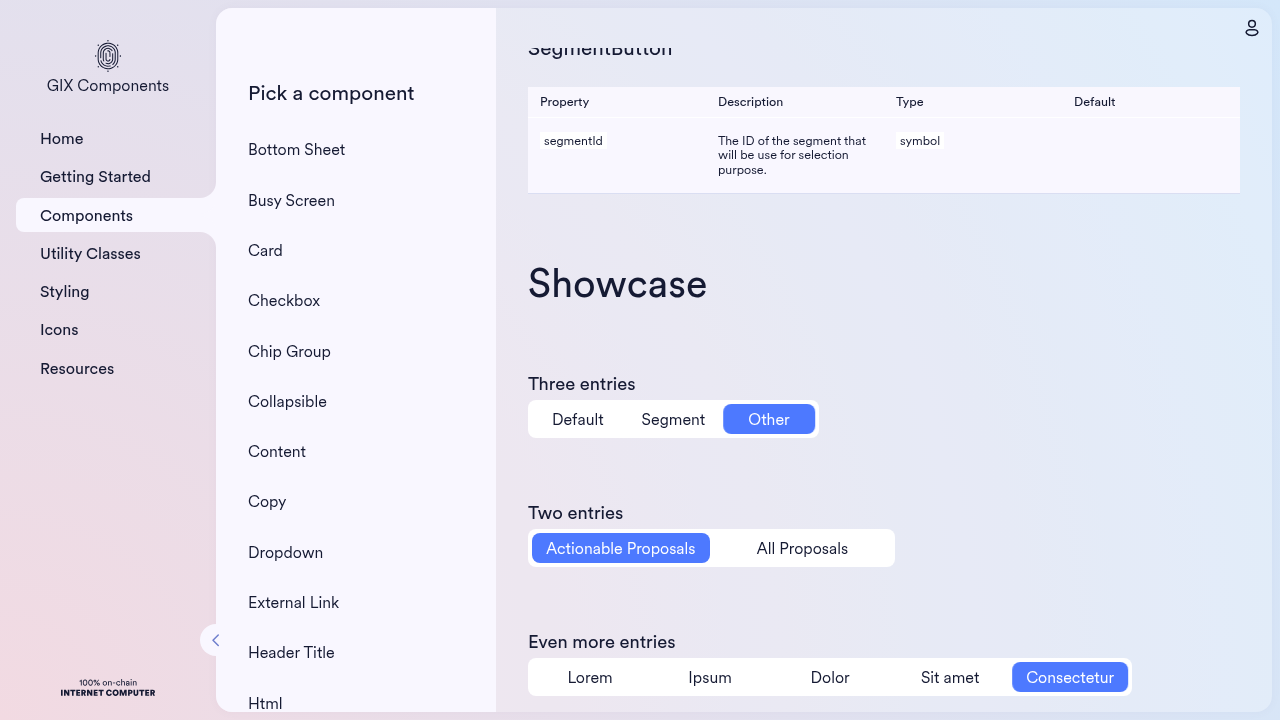 GIX Components
Home
Getting Started
Components
Utility Classes
Styling
Icons
Resources
100% on-chain
INTERNET COMPUTER
Pick a component
Bottom Sheet
Busy Screen
Card
Checkbox
Chip Group
Collapsible
Content
Copy
Dropdown
External Link
Header Title
Html
SegmentButton
Property Description Type Default
segmentId The ID of the segment that symbol
will be use for selection
purpose.
Showcase
Three entries
Default Segment Other
Two entries
Actionable Proposals All Proposals
Even more entries
Lorem Ipsum Dolor Sit amet Consectetur